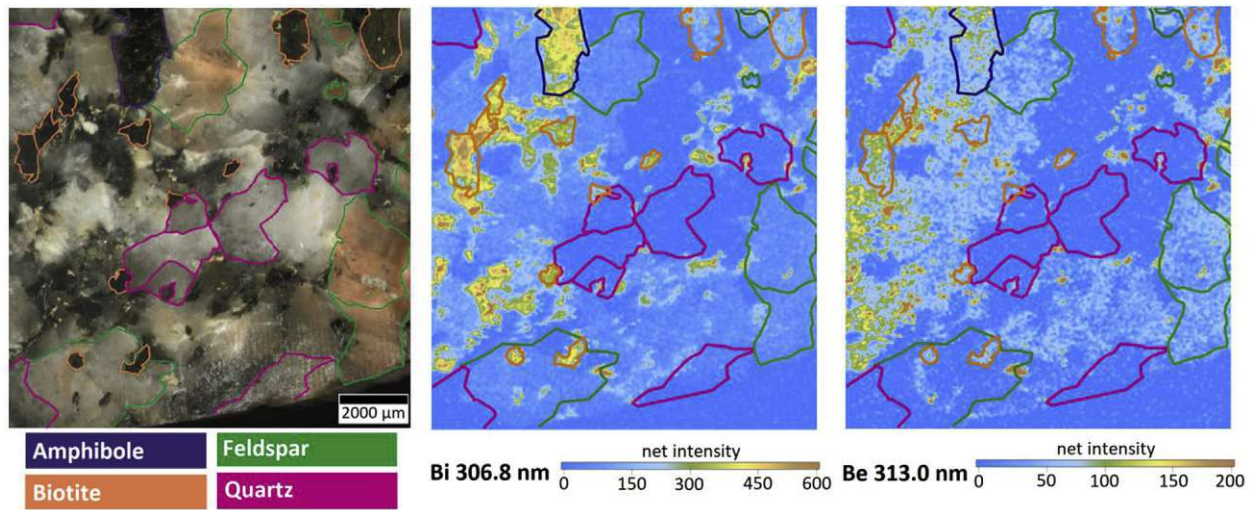 2000 µm
Amphibole
Feldspar
Biotite
Quartz
Bi 306.8 nm
net intensity
0 150 300 450 600
Be 313.0 nm
net intensity
0 50 100 150 200